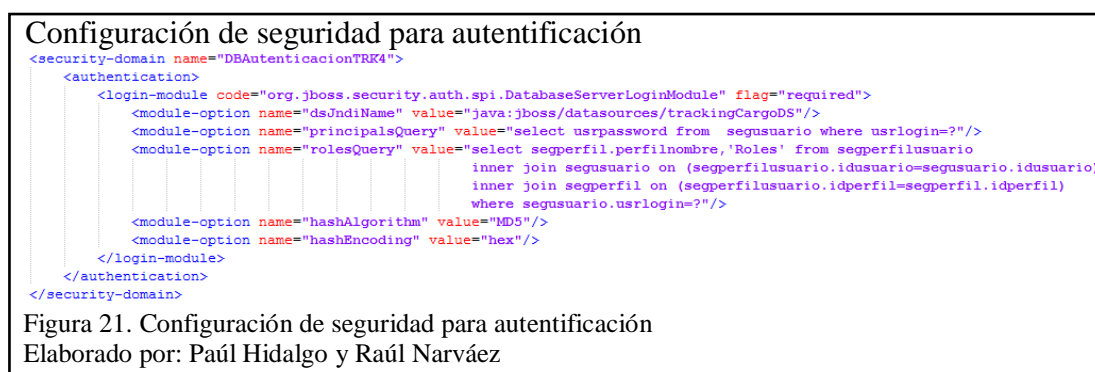 Configuración de seguridad para autentificación
<security-domain name="DBAutenticacionTRK4">
<authentication>
<login-module code="org.jboss.security.auth.spi.DatabaseServerLoginModule" flag="required">
<module-option name="dsJndiName" value="java:jboss/datasources/trackingCargoDS"/>
<module-option name="principalsQuery" value="select usrpassword from  segusuario where usrlogin=?"/>
<module-option name="rolesQuery" value="select segperfil.perfilnombre,'Roles' from segperfilusuario
inner join segusuario on (segperfilusuario.idusuario=segusuario.idusuario)
inner join segperfil on (segperfilusuario.idperfil=segperfil.idperfil)
where segusuario.usrlogin=?"/>
<module-option name="hashAlgorithm" value="MD5"/>
<module-option name="hashEncoding" value="hex"/>
</login-module>
</authentication>
</security-domain>
Figura 21. Configuración de seguridad para autentificación
Elaborado por: Paúl Hidalgo y Raúl Narváez